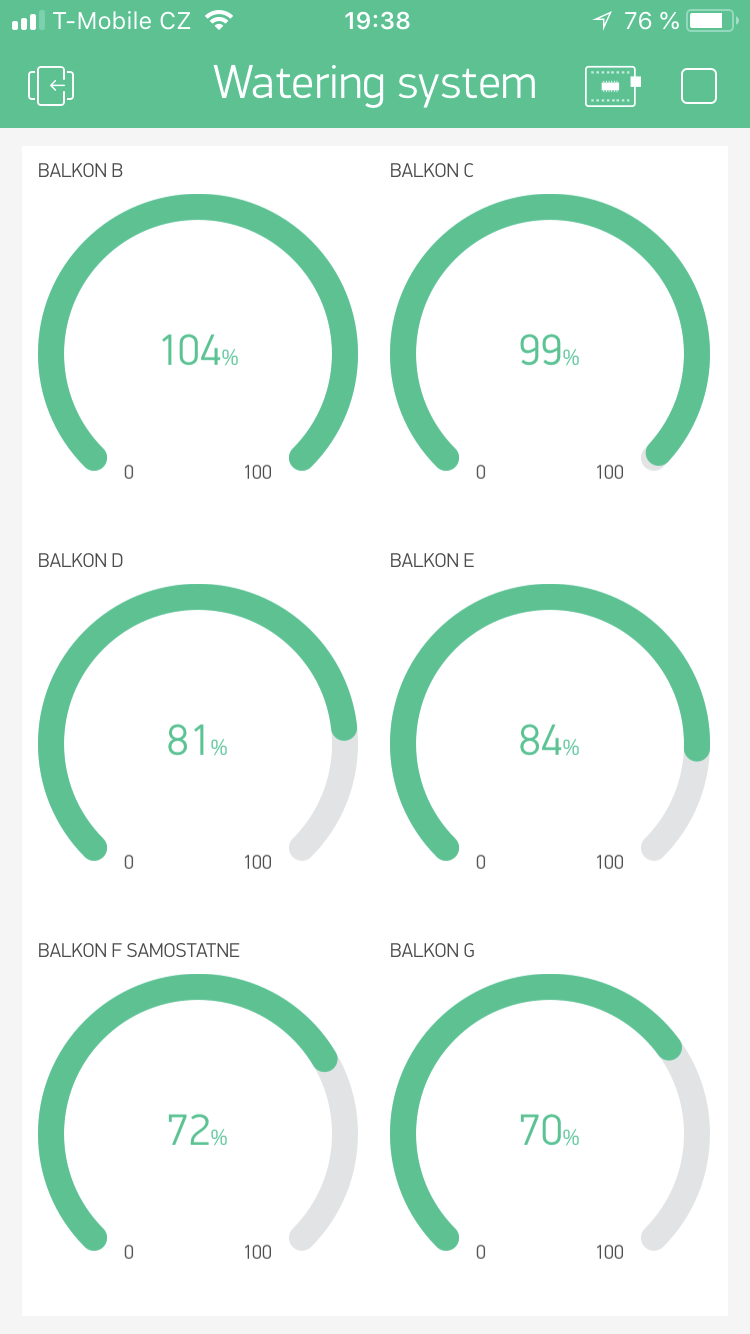 T-Mobile CZ 19:38 76 %
Watering system
BALKON B
104%
0 100
BALKON C
99%
0 100
BALKON D
81%
0 100
BALKON E
84%
0 100
BALKON F SAMOSTATNE
72%
0 100
BALKON G
70%
0 100